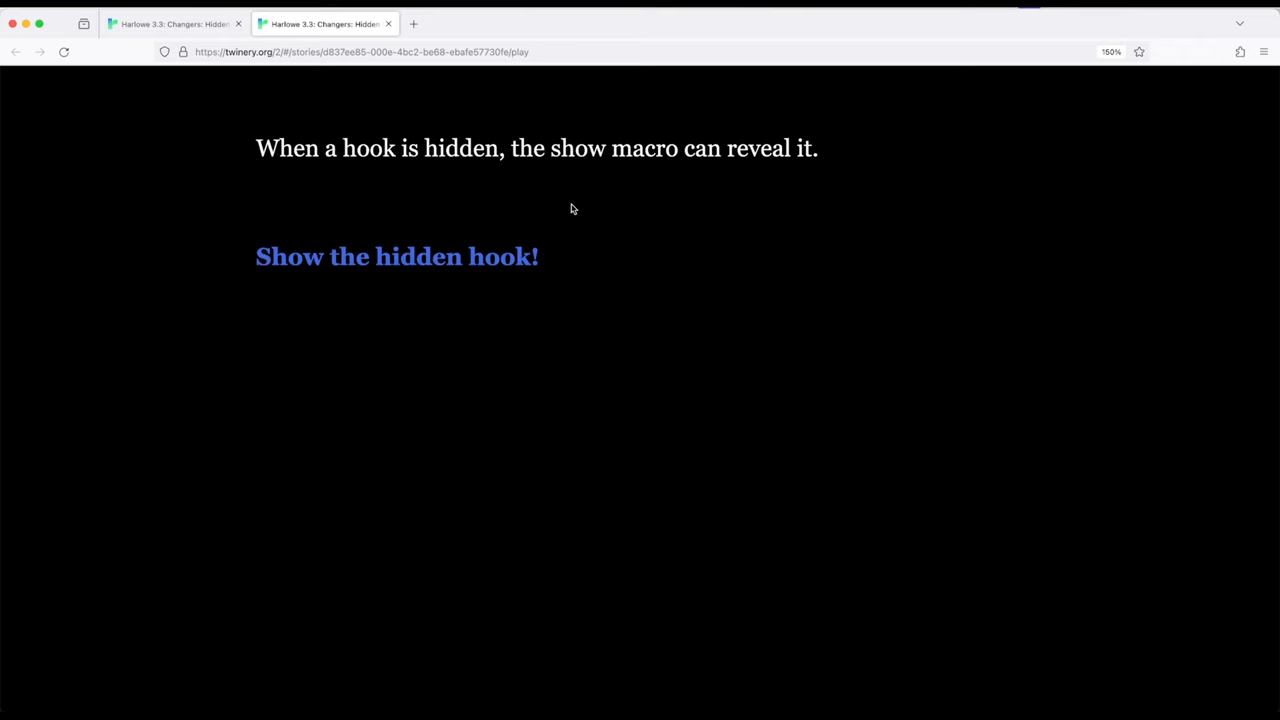 Harlowe 3.3: Changers: Hidden
Harlowe 3.3: Changers: Hidden
https://twinery.org/2/#/stories/d837ee85-000e-4bc2-be68-ebafe57730fe/play
150%
When a hook is hidden, the show macro can reveal it.
Show the hidden hook!